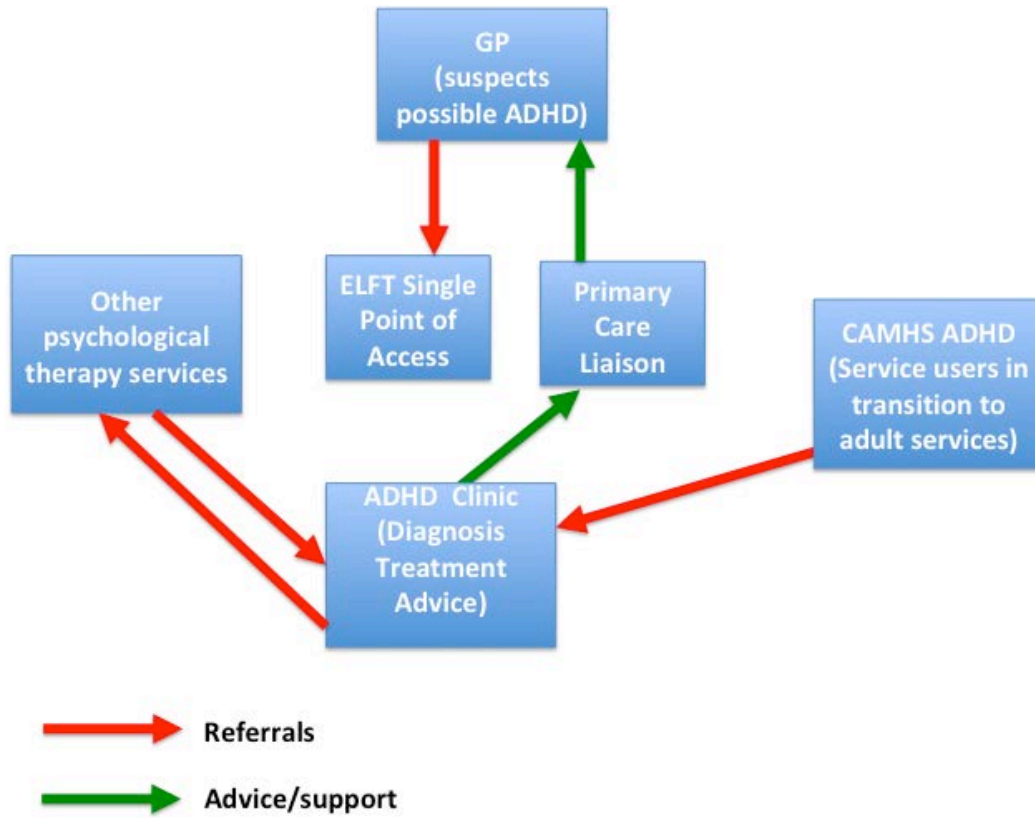 GP
(suspects
possible ADHD)
ELFT Single
Point of
Access
Primary
Care
Liaison
Other
psychological
therapy services
CAMHS ADHD
(Service users in
transition to
adult services)
ADHD  Clinic
(Diagnosis
Treatment
Advice)
Referrals
Advice/support